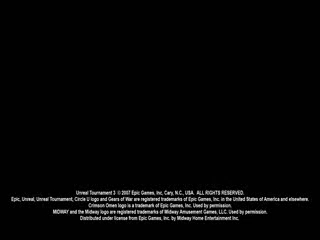 Unreal Tournament 3 © 2007 Epic Games, Inc, Cary, N.C., USA. ALL RIGHTS RESERVED.
Epic, Unreal, Unreal Tournament, Circle U logo and Gears of War are registered trademarks of Epic Games, Inc. in the United States of America and elsewhere.
Crimson Omen logo is a trademark of Epic Games, Inc. Used by permission.
MIDWAY and the Midway logo are registered trademarks of Midway Amusement Games, LLC. Used by permission.
Distributed under license from Epic Games, Inc. by Midway Home Entertainment Inc.